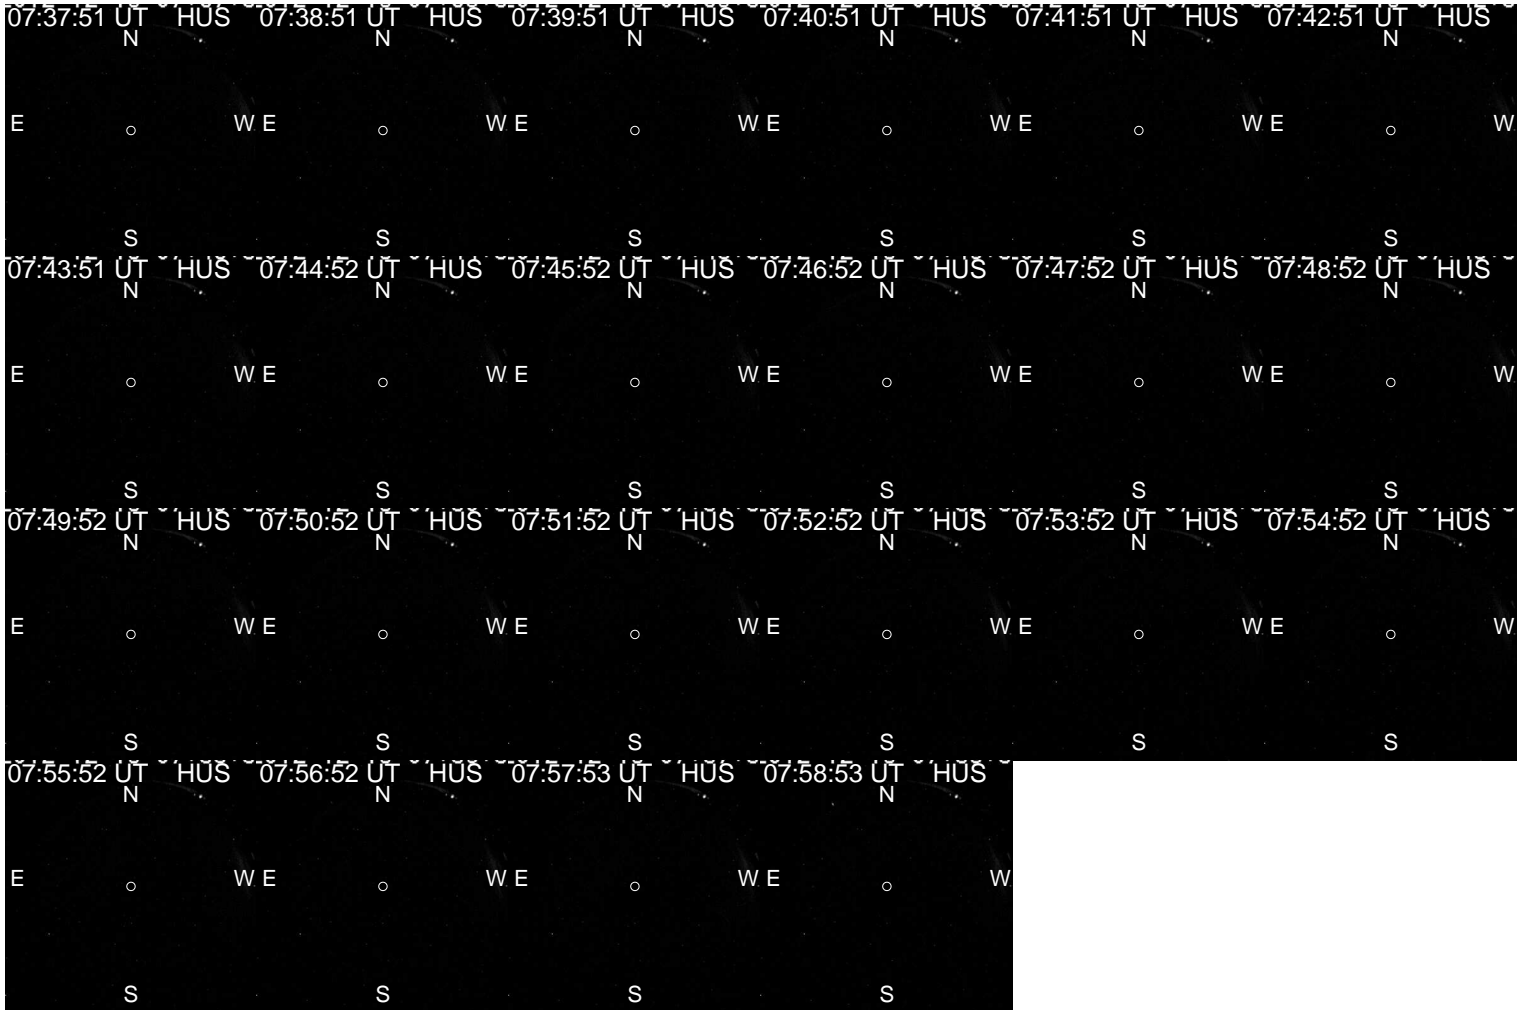 07:37:51 UT HUS 07:38:51 UT HUS 07:39:51 UT HUS 07:40:51 UT HUS 07:41:51 UT HUS 07:42:51 UT HUS
N N N N N N
E W E W E W E W E W E W
S S S S S S
07:43:51 UT HUS 07:44:52 UT HUS 07:45:52 UT HUS 07:46:52 UT HUS 07:47:52 UT HUS 07:48:52 UT HUS
N N N N N N
E W E W E W E W E W E W
S S S S S S
07:49:52 UT HUS 07:50:52 UT HUS 07:51:52 UT HUS 07:52:52 UT HUS 07:53:52 UT HUS 07:54:52 UT HUS
N N N N N N
E W E W E W E W E W E W
S S S S S S
07:55:52 UT HUS 07:56:52 UT HUS 07:57:53 UT HUS 07:58:53 UT HUS
N N N N
E W E W E W E W
S S S S